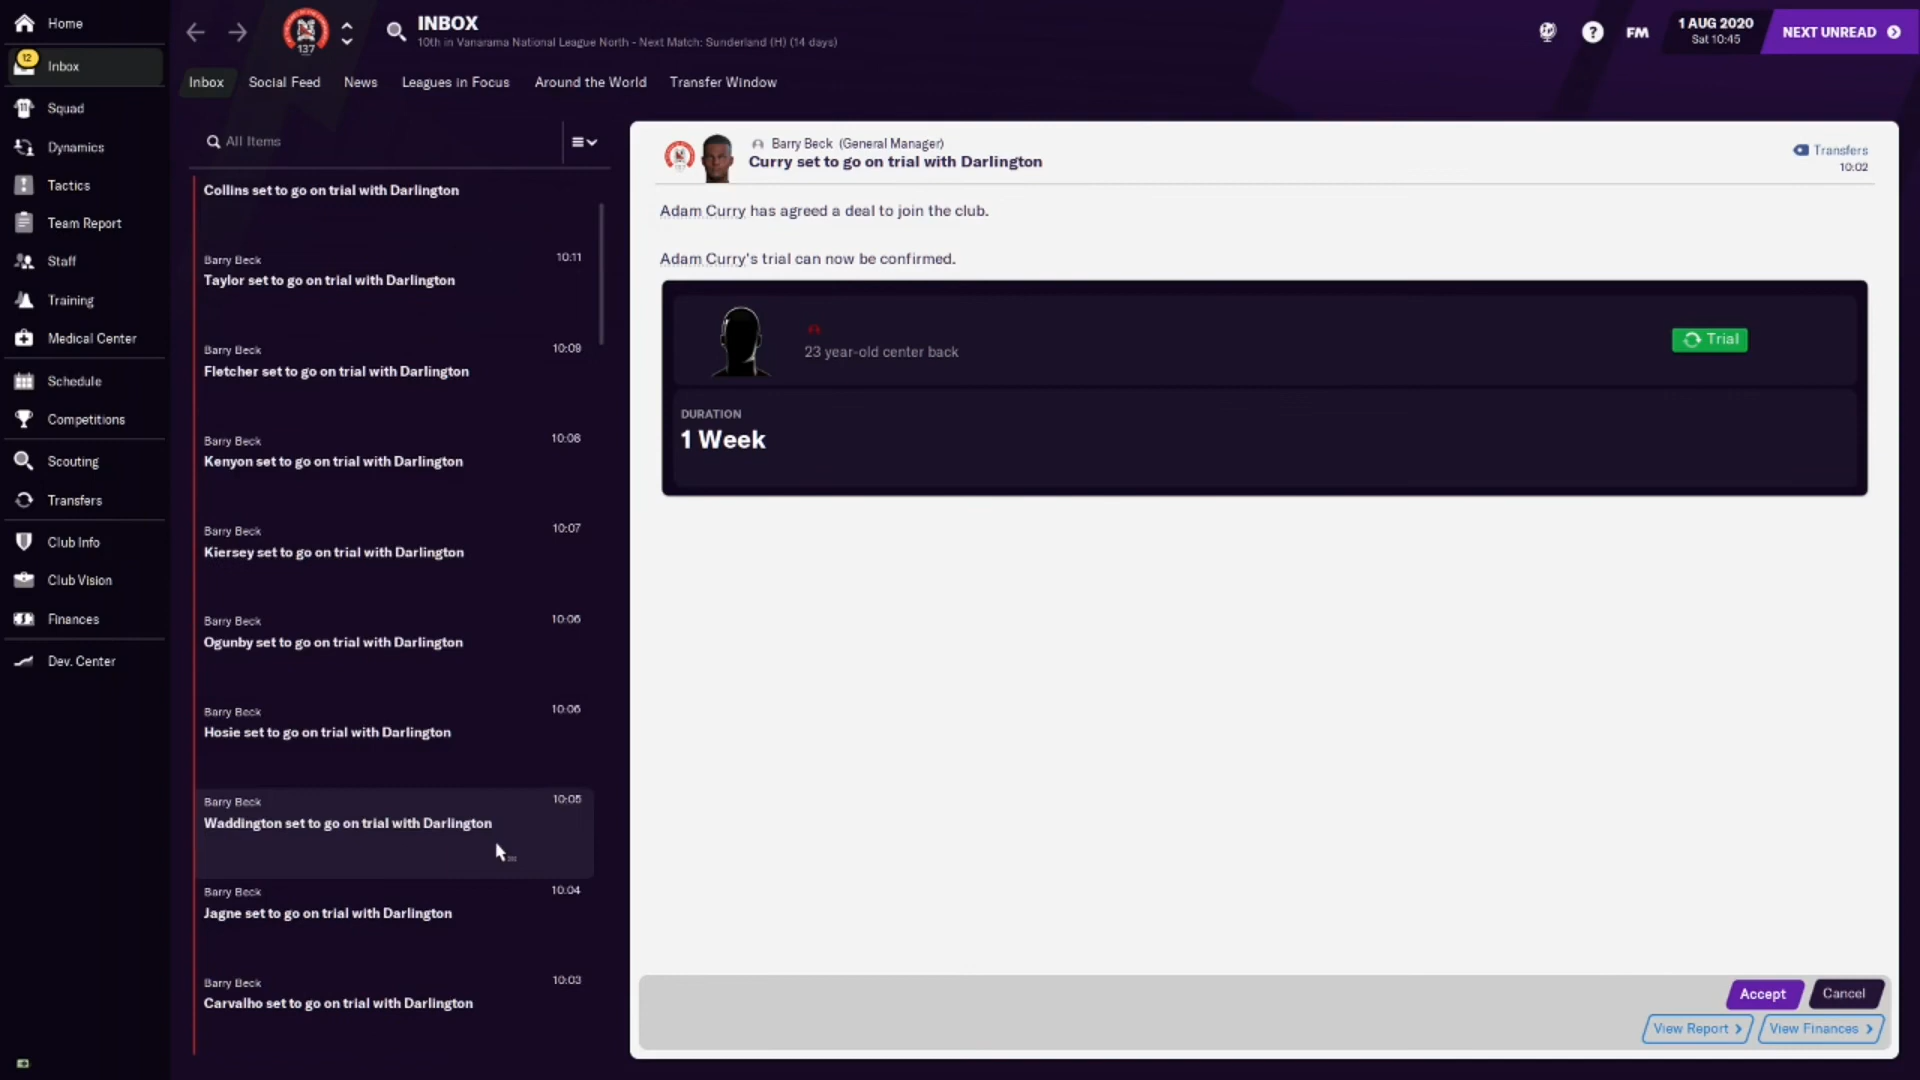 Home
12
Inbox
Squad
Dynamics
Tactics
Team Report
Staff
Training
Medical Center
Schedule
Competitions
Scouting
Transfers
Club Info
Club Vision
Finances
Dev. Center
137
INBOX
10th in Vanarama National League North - Next Match: Sunderland (H) (14 days)
FM
1 AUG 2020
Sat 10:45
NEXT UNREAD
Inbox
Social Feed
News
Leagues in Focus
Around the World
Transfer Window
All Items
Collins set to go on trial with Darlington
Barry Beck 10:11
Taylor set to go on trial with Darlington
Barry Beck 10:09
Fletcher set to go on trial with Darlington
Barry Beck 10:08
Kenyon set to go on trial with Darlington
Barry Beck 10:07
Kiersey set to go on trial with Darlington
Barry Beck 10:06
Ogunby set to go on trial with Darlington
Barry Beck 10:06
Hosie set to go on trial with Darlington
Barry Beck 10:05
Waddington set to go on trial with Darlington
Barry Beck 10:04
Jagne set to go on trial with Darlington
Barry Beck 10:03
Carvalho set to go on trial with Darlington
Barry Beck (General Manager)
Curry set to go on trial with Darlington
Transfers
10:02
Adam Curry has agreed a deal to join the club.
Adam Curry's trial can now be confirmed.
23 year-old center back
Trial
DURATION
1 Week
Accept
Cancel
View Report
View Finances